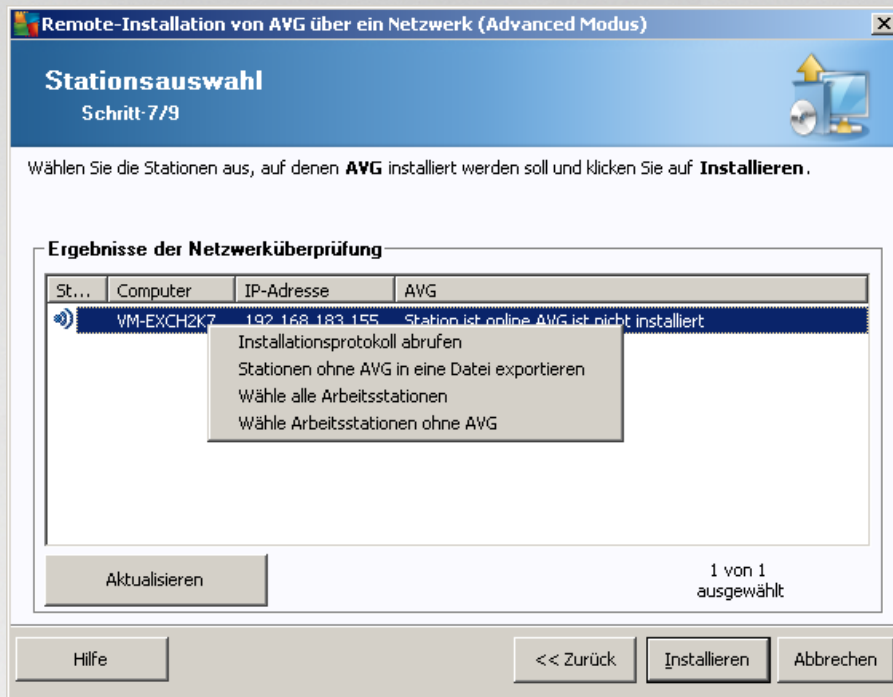 Remote-Installation von AVG über ein Netzwerk (Advanced Modus)
Stationsauswahl
Schritt-7/9
Wählen Sie die Stationen aus, auf denen AVG installiert werden soll und klicken Sie auf Installieren.
Ergebnisse der Netzwerküberprüfung
St... Computer IP-Adresse AVG
VM-EXCH2K7 192.168.183.155 Station ist online AVG ist nicht installiert
Installationsprotokoll abrufen
Stationen ohne AVG in eine Datei exportieren
Wähle alle Arbeitsstationen
Wähle Arbeitsstationen ohne AVG
Aktualisieren
1 von 1
ausgewählt
Hilfe << Zurück Installieren Abbrechen